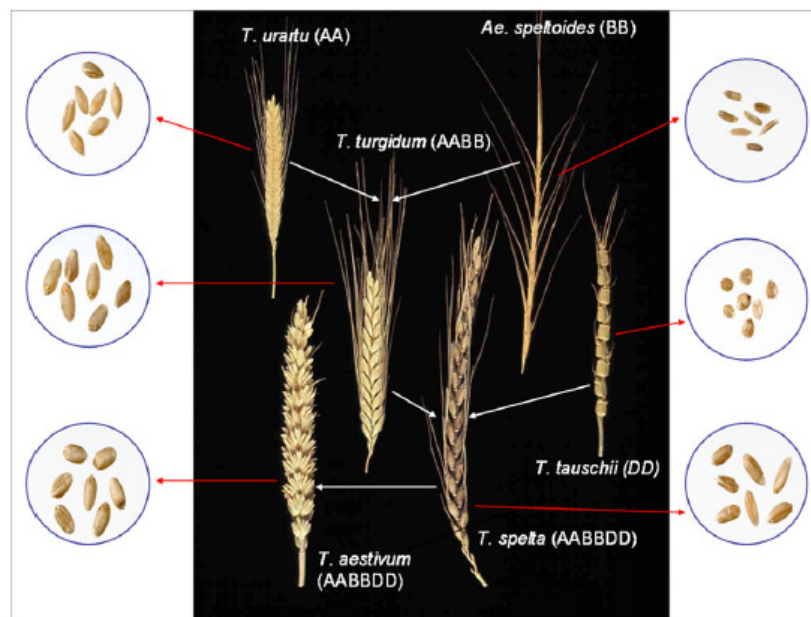 T. urartu (AA)
Ae. speltoides (BB)
T. turgidum (AABB)
T. tauschii (DD)
T. spelta (AABBDD)
T. aestivum
(AABBDD)